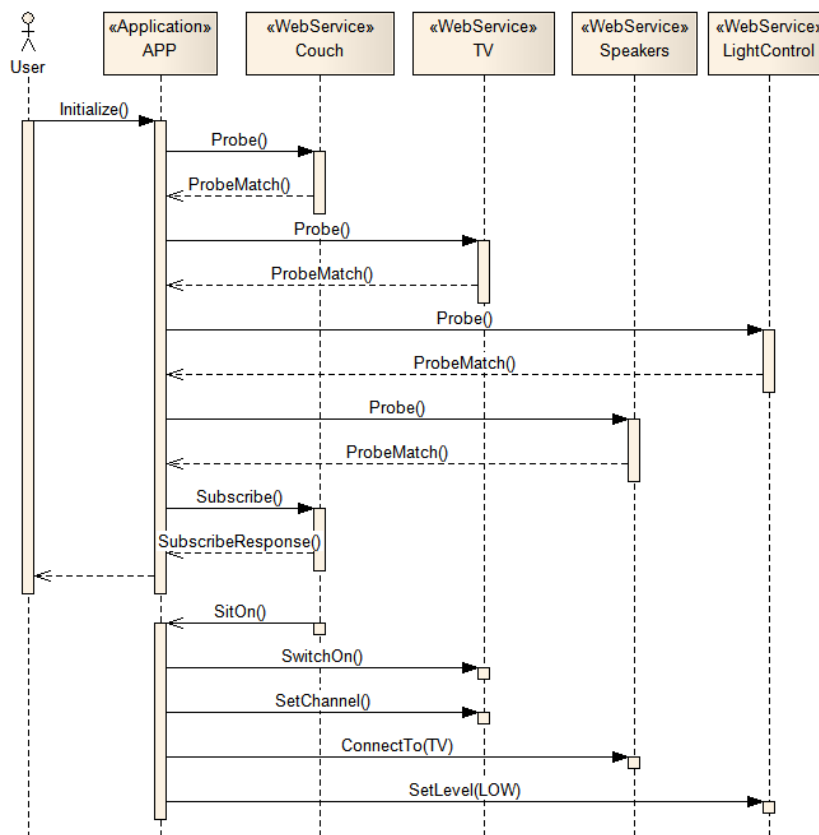 «Application»
APP
«WebService»
Couch
«WebService»
TV
«WebService»
Speakers
«WebService»
LightControl
User
Initialize()
Probe()
ProbeMatch()
Probe()
ProbeMatch()
Probe()
ProbeMatch()
Probe()
ProbeMatch()
Subscribe()
SubscribeResponse()
SitOn()
SwitchOn()
SetChannel()
ConnectTo(TV)
SetLevel(LOW)